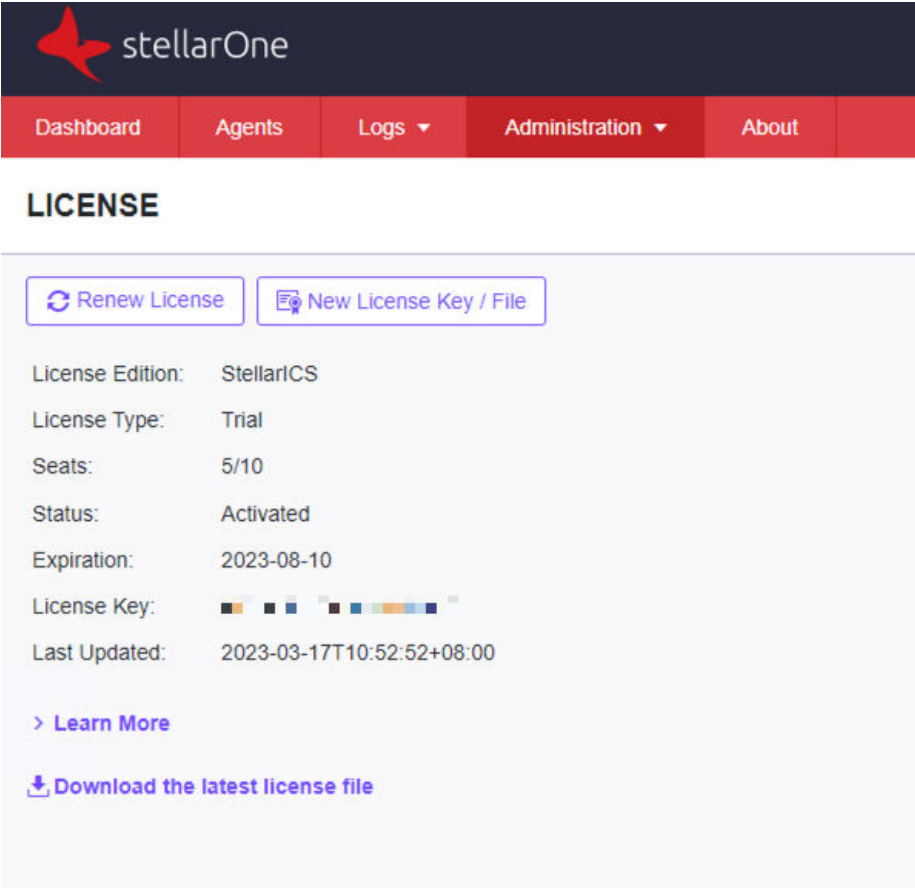 stellarOne
Dashboard Agents Logs Administration About
LICENSE
Renew License New License Key / File
License Edition: StellarICS
License Type: Trial
Seats: 5/10
Status: Activated
Expiration: 2023-08-10
License Key:
Last Updated: 2023-03-17T10:52:52+08:00
> Learn More
Download the latest license file